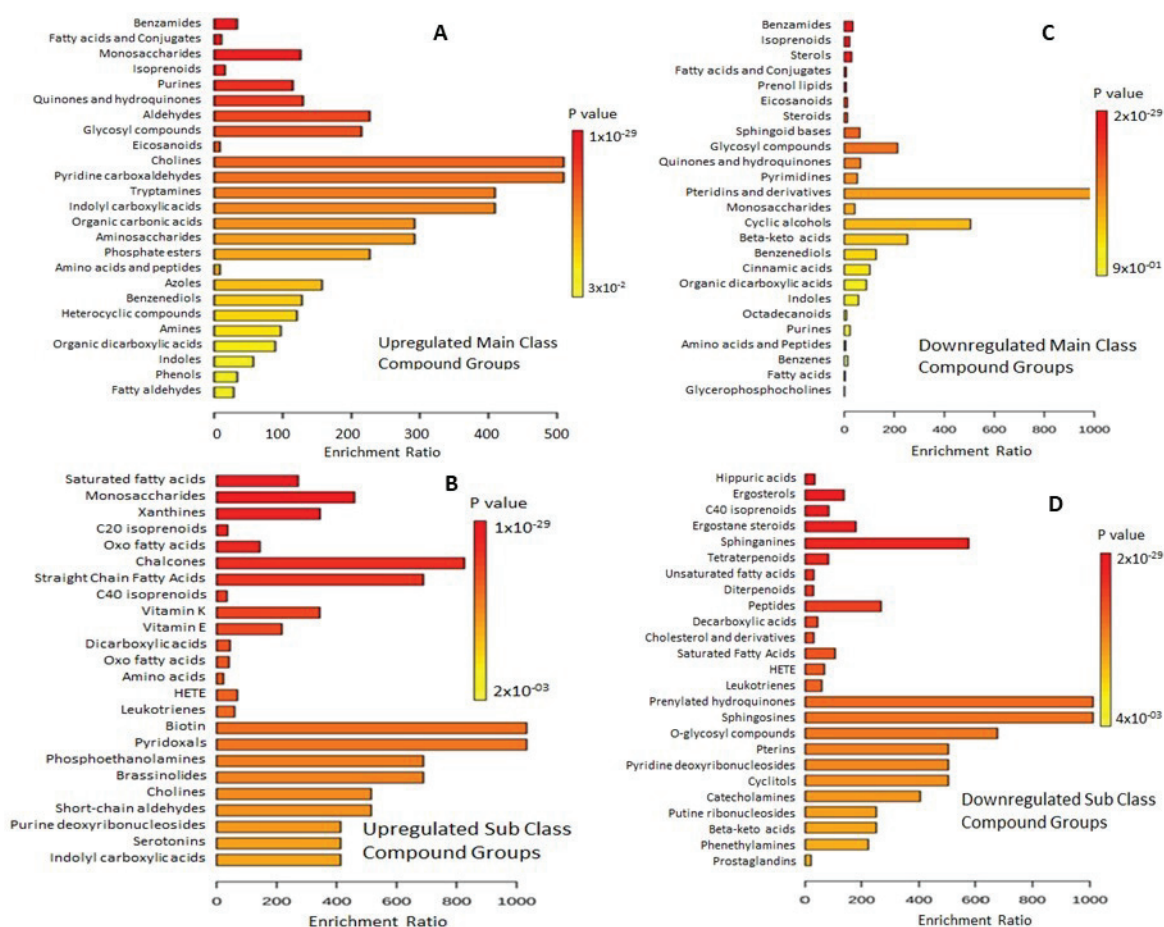 A
Benzamides
Fatty acids and Conjugates
Monosaccharides
Isoprenoids
Purines
Quinones and hydroquinones
Aldehydes
Glycosyl compounds
Eicosanoids
Cholines
Pyridine carboxaldehydes
Tryptamines
Indolyl carboxylic acids
Organic carbonic acids
Aminosaccharides
Phosphate esters
Amino acids and peptides
Azoles
Benzenediols
Heterocyclic compounds
Amines
Organic dicarboxylic acids
Indoles
Phenols
Fatty aldehydes
P value
1x10⁻²⁹
3x10⁻²
Upregulated Main Class
Compound Groups
0 100 200 300 400 500
Enrichment Ratio
C
Benzamides
Isoprenoids
Sterols
Fatty acids and Conjugates
Prenol lipids
Eicosanoids
Steroids
Sphingoid bases
Glycosyl compounds
Quinones and hydroquinones
Pyrimidines
Pteridins and derivatives
Monosaccharides
Cyclic alcohols
Beta-keto acids
Benzenediols
Cinnamic acids
Organic dicarboxylic acids
Indoles
Octadecanoids
Purines
Amino acids and Peptides
Benzenes
Fatty acids
Glycerophosphocholines
P value
2x10⁻²⁹
9x10⁻⁰¹
Downregulated Main Class
Compound Groups
0 200 400 600 800 1000
Enrichment Ratio
B
Saturated fatty acids
Monosaccharides
Xanthines
C20 isoprenoids
Oxo fatty acids
Chalcones
Straight Chain Fatty Acids
C40 isoprenoids
Vitamin K
Vitamin E
Dicarboxylic acids
Oxo fatty acids
Amino acids
HETE
Leukotrienes
Biotin
Pyridoxals
Phosphoethanolamines
Brassinolides
Cholines
Short-chain aldehydes
Purine deoxyribonucleosides
Serotonins
Indolyl carboxylic acids
P value
1x10⁻²⁹
2x10⁻⁰³
Upregulated Sub Class
Compound Groups
0 200 400 600 800 1000
Enrichment Ratio
D
Hippuric acids
Ergosterols
C40 isoprenoids
Ergostane steroids
Sphinganines
Tetraterpenoids
Unsaturated fatty acids
Diterpenoids
Peptides
Decarboxylic acids
Cholesterol and derivatives
Saturated Fatty Acids
HETE
Leukotrienes
Prenylated hydroquinones
Sphingosines
O-glycosyl compounds
Pterins
Pyridine deoxyribonucleosides
Cyclitols
Catecholamines
Putine ribonucleosides
Beta-keto acids
Phenethylamines
Prostaglandins
P value
2x10⁻²⁹
4x10⁻⁰³
Downregulated Sub Class
Compound Groups
0 200 400 600 800 1000
Enrichment Ratio